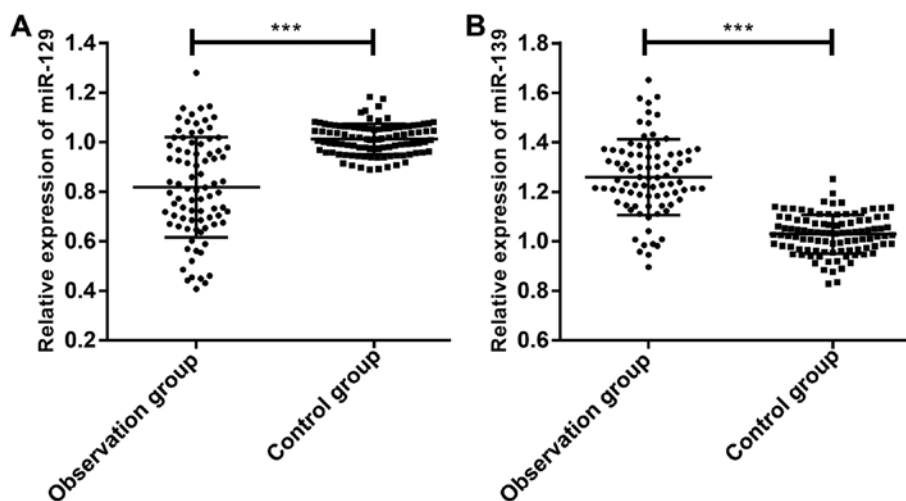 A
Relative expression of miR-129
1.4
1.2
1.0
0.8
0.6
0.4
0.2
***
Observation group
Control group
B
Relative expression of miR-139
1.8
1.6
1.4
1.2
1.0
0.8
0.6
***
Observation group
Control group